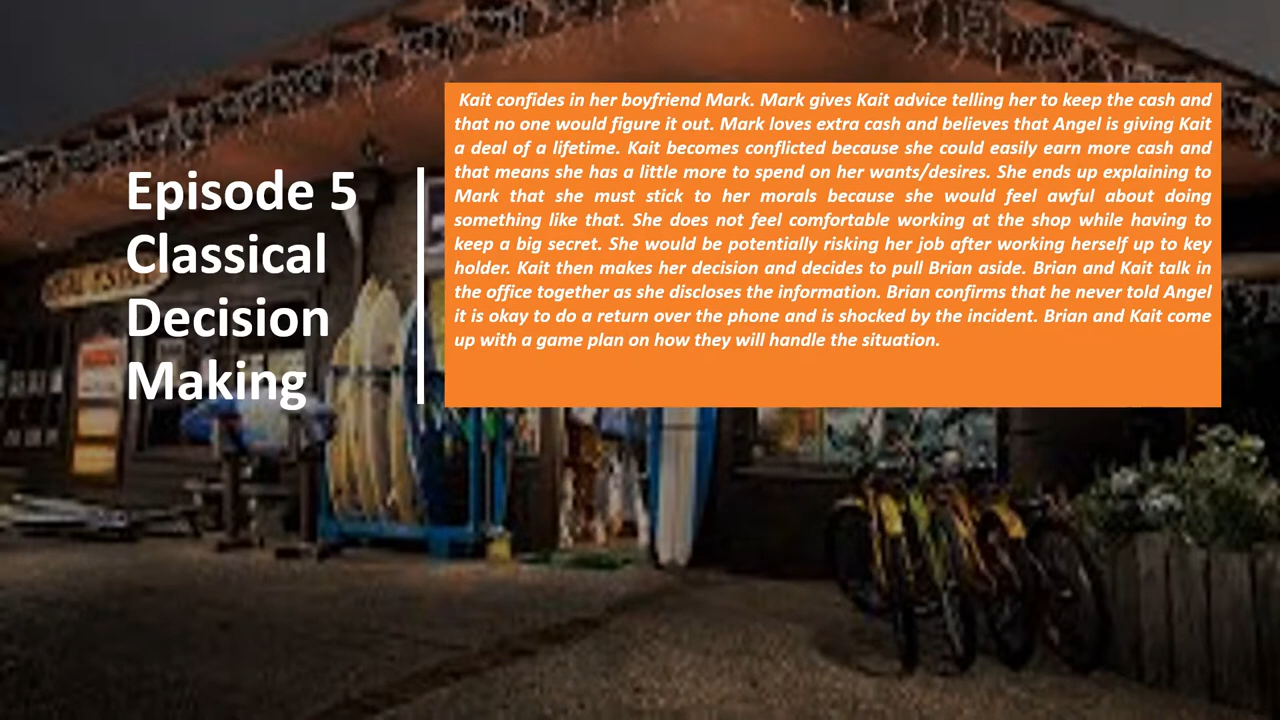 Episode 5
Classical
Decision
Making
Kait confides in her boyfriend Mark. Mark gives Kait advice telling her to keep the cash and
that no one would figure it out. Mark loves extra cash and believes that Angel is giving Kait
a deal of a lifetime. Kait becomes conflicted because she could easily earn more cash and
that means she has a little more to spend on her wants/desires. She ends up explaining to
Mark that she must stick to her morals because she would feel awful about doing
something like that. She does not feel comfortable working at the shop while having to
keep a big secret. She would be potentially risking her job after working herself up to key
holder. Kait then makes her decision and decides to pull Brian aside. Brian and Kait talk in
the office together as she discloses the information. Brian confirms that he never told Angel
it is okay to do a return over the phone and is shocked by the incident. Brian and Kait come
up with a game plan on how they will handle the situation.